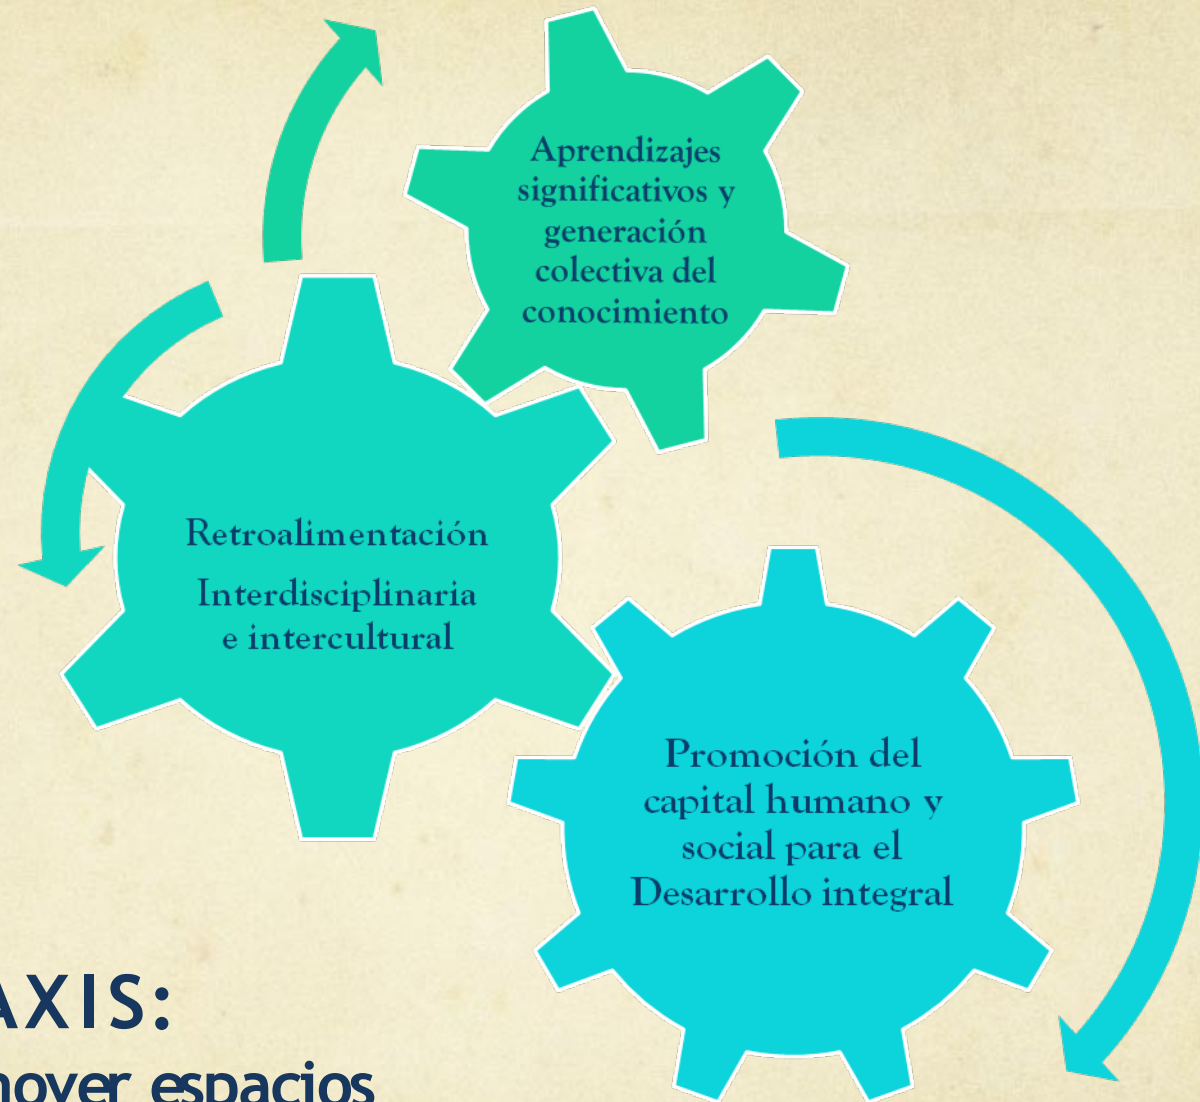 Aprendizajes
significativos y
generación
colectiva del
conocimiento
Retroalimentación
Interdisciplinaria
e intercultural
Promoción del
capital humano y
social para el
Desarrollo integral
AXIS:
over espacios